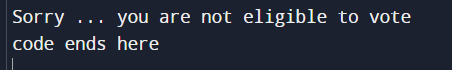 Sorry ... you are not eligible to vote
code ends here